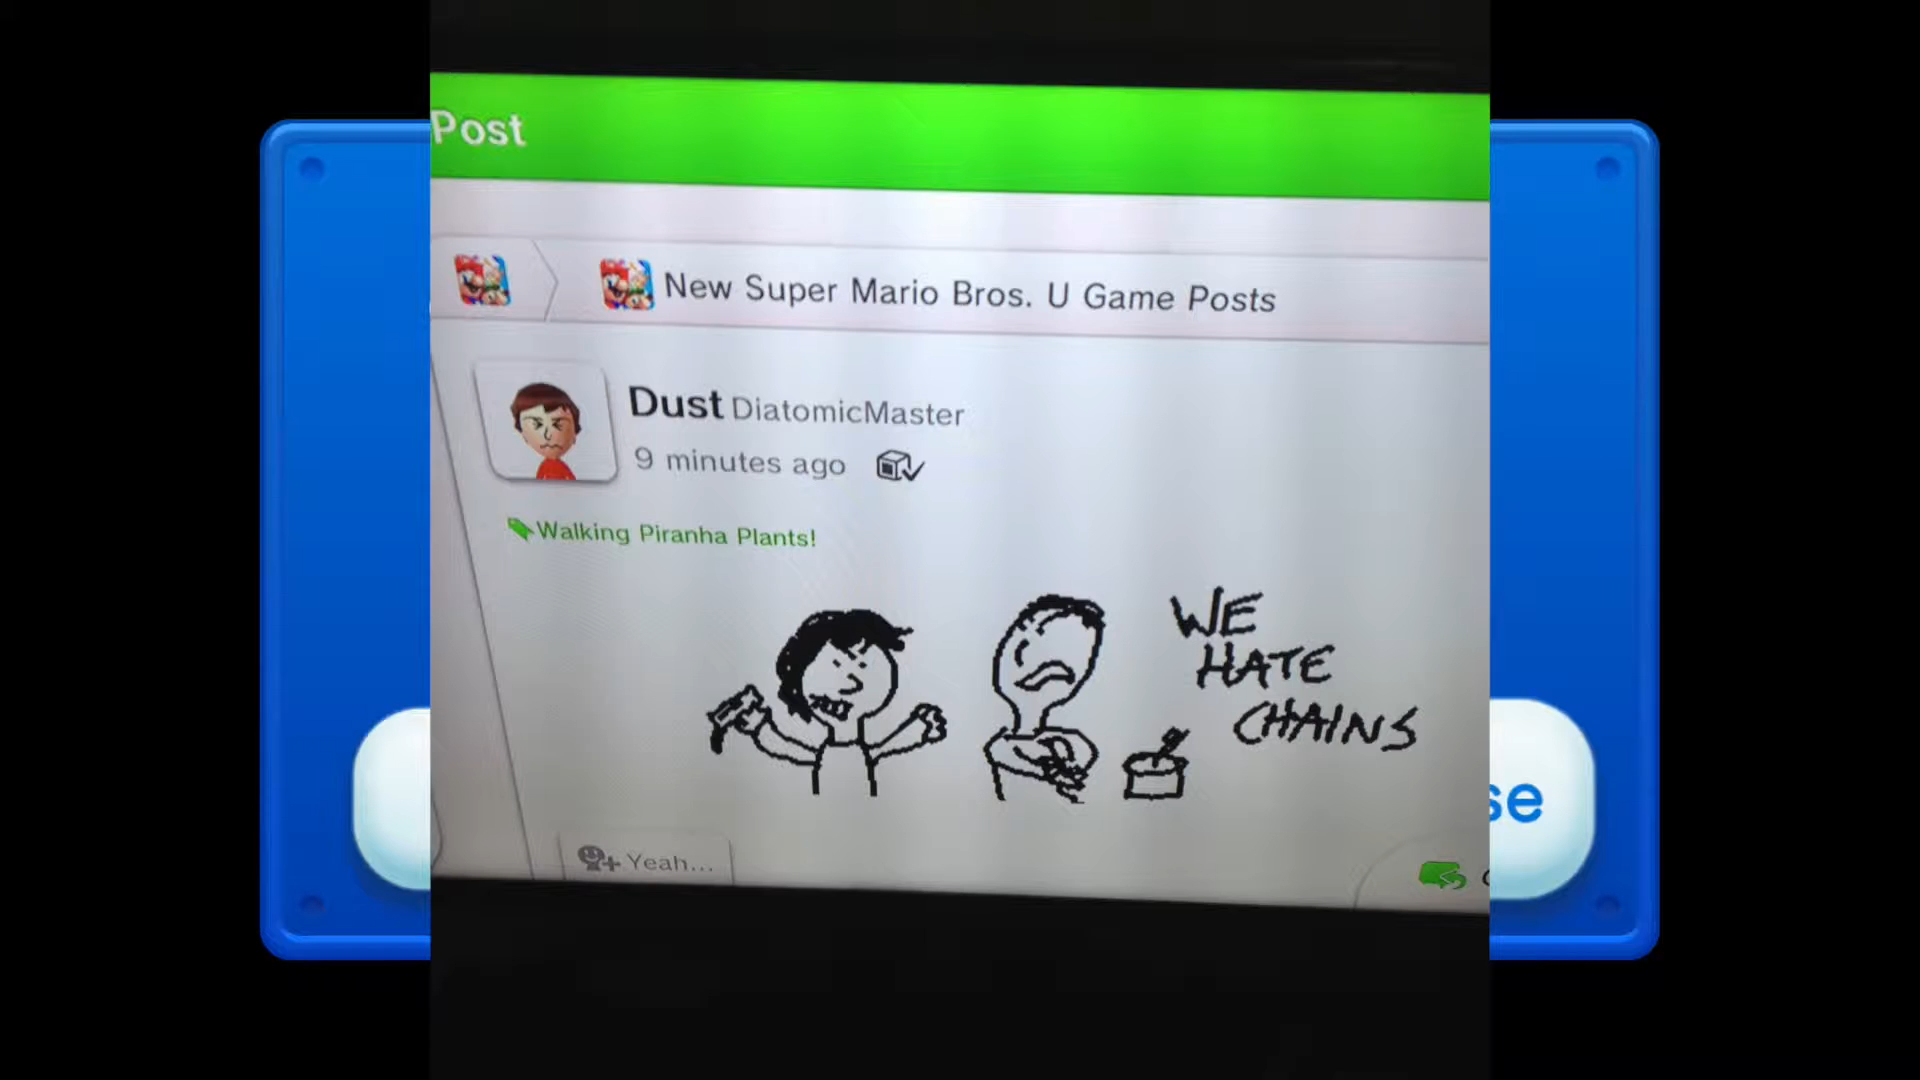 Post
New Super Mario Bros. U Game Posts
Dust DiatomicMaster
9 minutes ago
Walking Piranha Plants!
WE
HATE
CHAINS
Yeah...
se